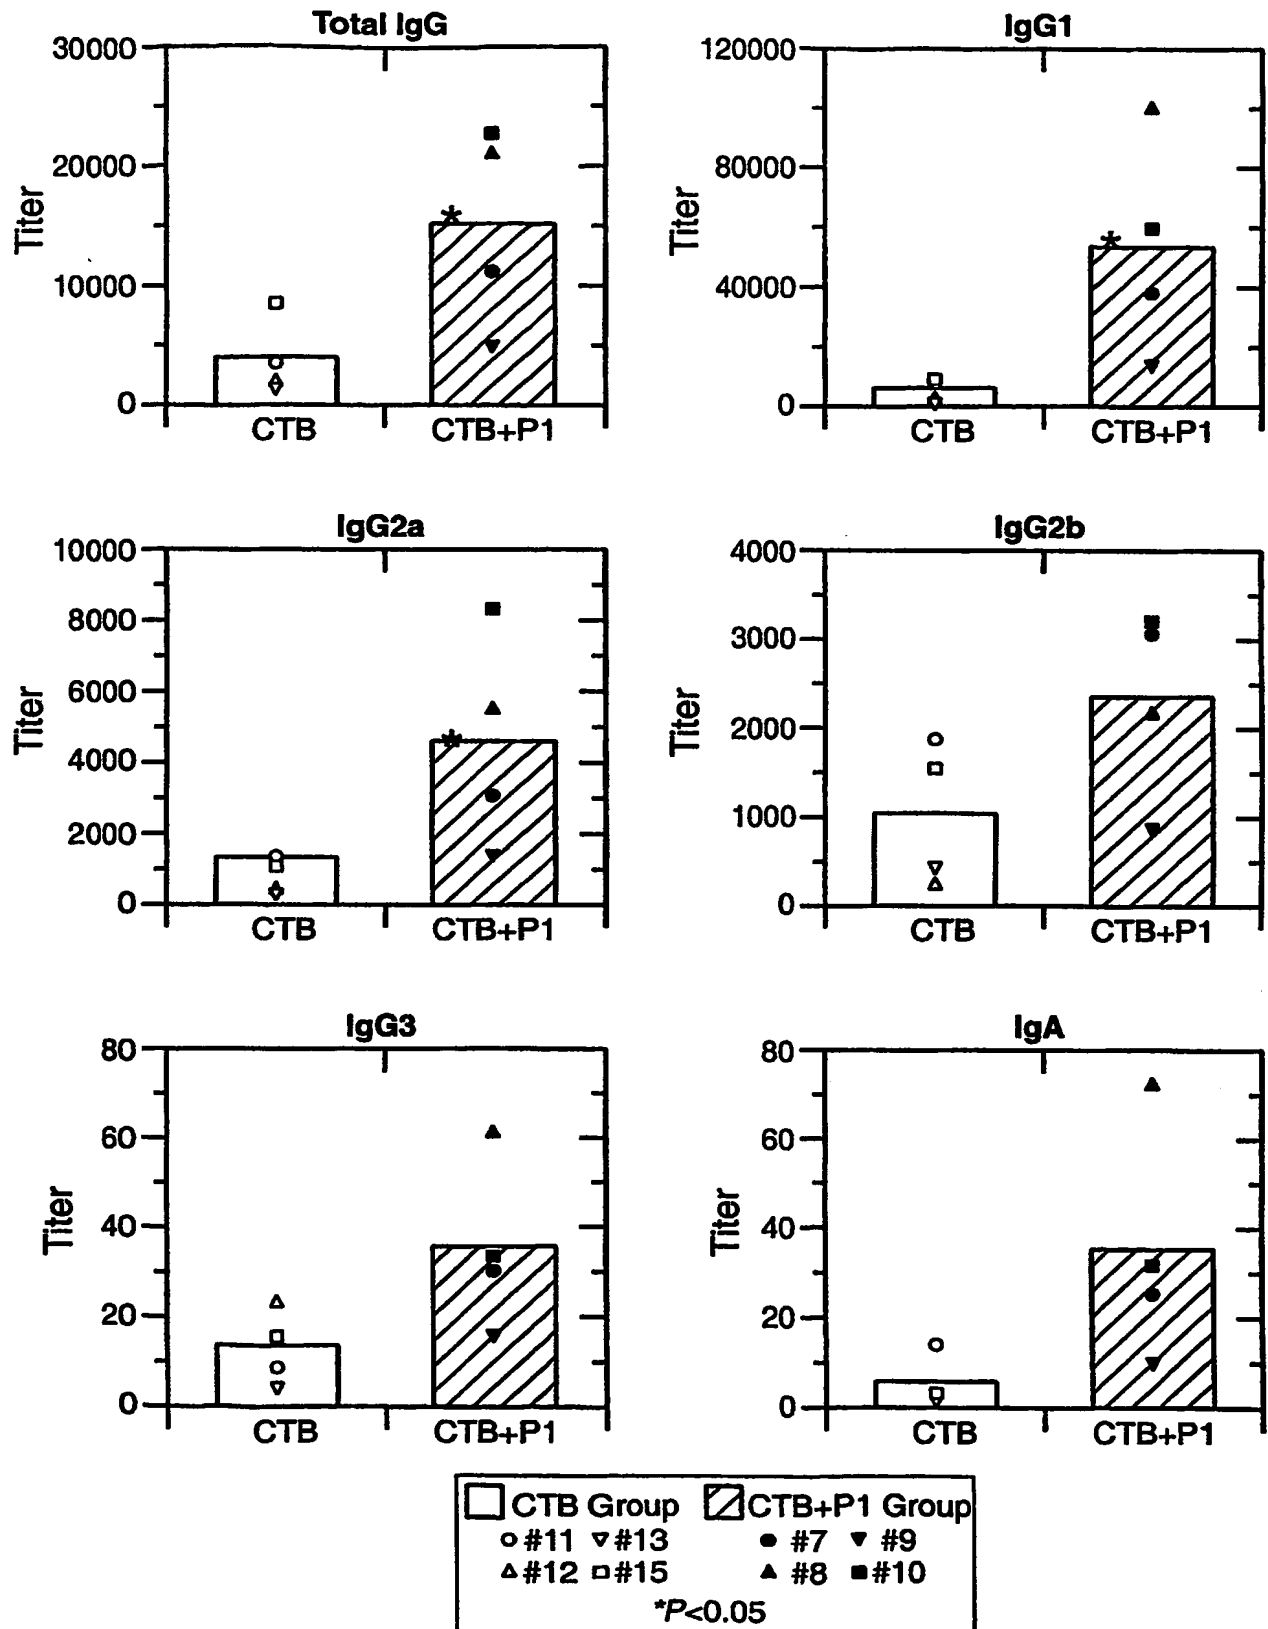 Total IgG
30000
20000
10000
0
Titer
*
CTB CTB+P1
IgG1
120000
80000
40000
0
Titer
*
CTB CTB+P1
IgG2a
10000
8000
6000
4000
2000
0
Titer
*
CTB CTB+P1
IgG2b
4000
3000
2000
1000
0
Titer
CTB CTB+P1
IgG3
80
60
40
20
0
Titer
CTB CTB+P1
IgA
80
60
40
20
0
Titer
CTB CTB+P1
CTB Group CTB+P1 Group
#11 #13 #7 #9
#12 #15 #8 #10
*P<0.05